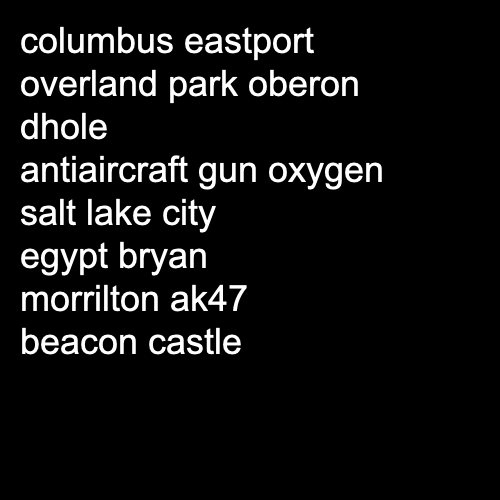 columbus eastport
overland park oberon
dhole
antiaircraft gun oxygen
salt lake city
egypt bryan
morrilton ak47
beacon castle